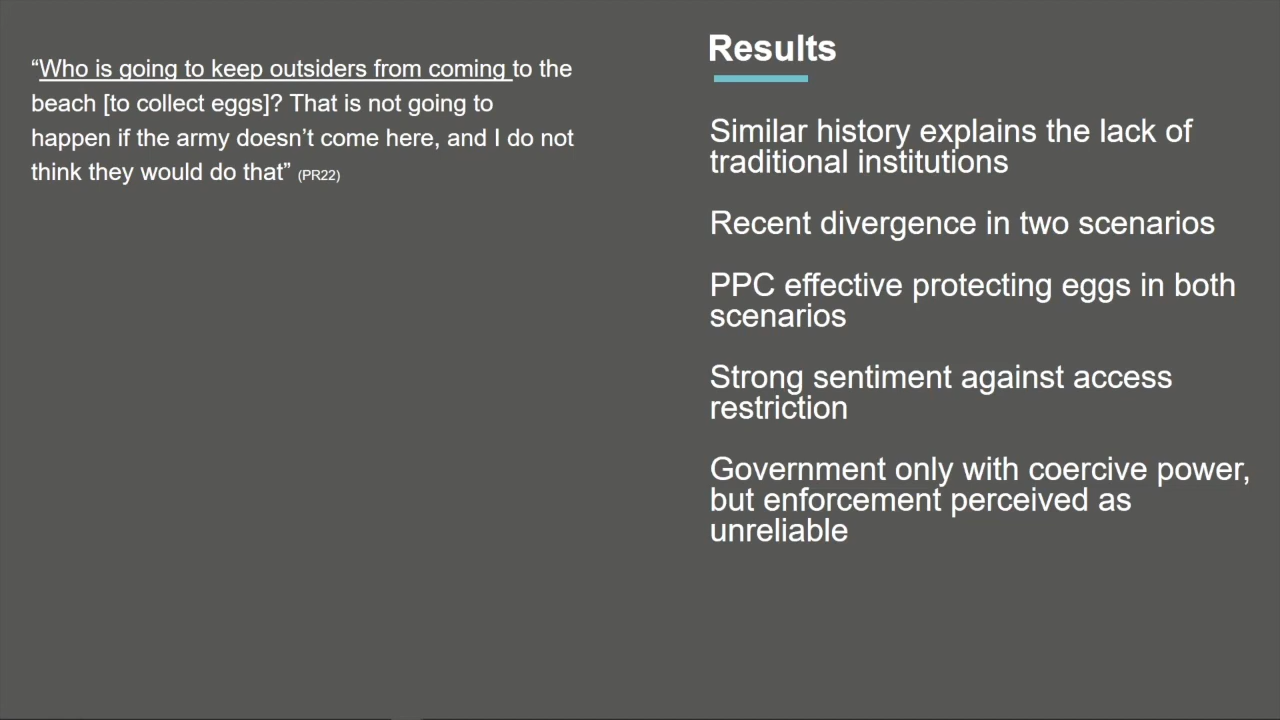 “Who is going to keep outsiders from coming to the
beach [to collect eggs]? That is not going to
happen if the army doesn’t come here, and I do not
think they would do that” (PR22)
Results
Similar history explains the lack of
traditional institutions
Recent divergence in two scenarios
PPC effective protecting eggs in both
scenarios
Strong sentiment against access
restriction
Government only with coercive power,
but enforcement perceived as
unreliable